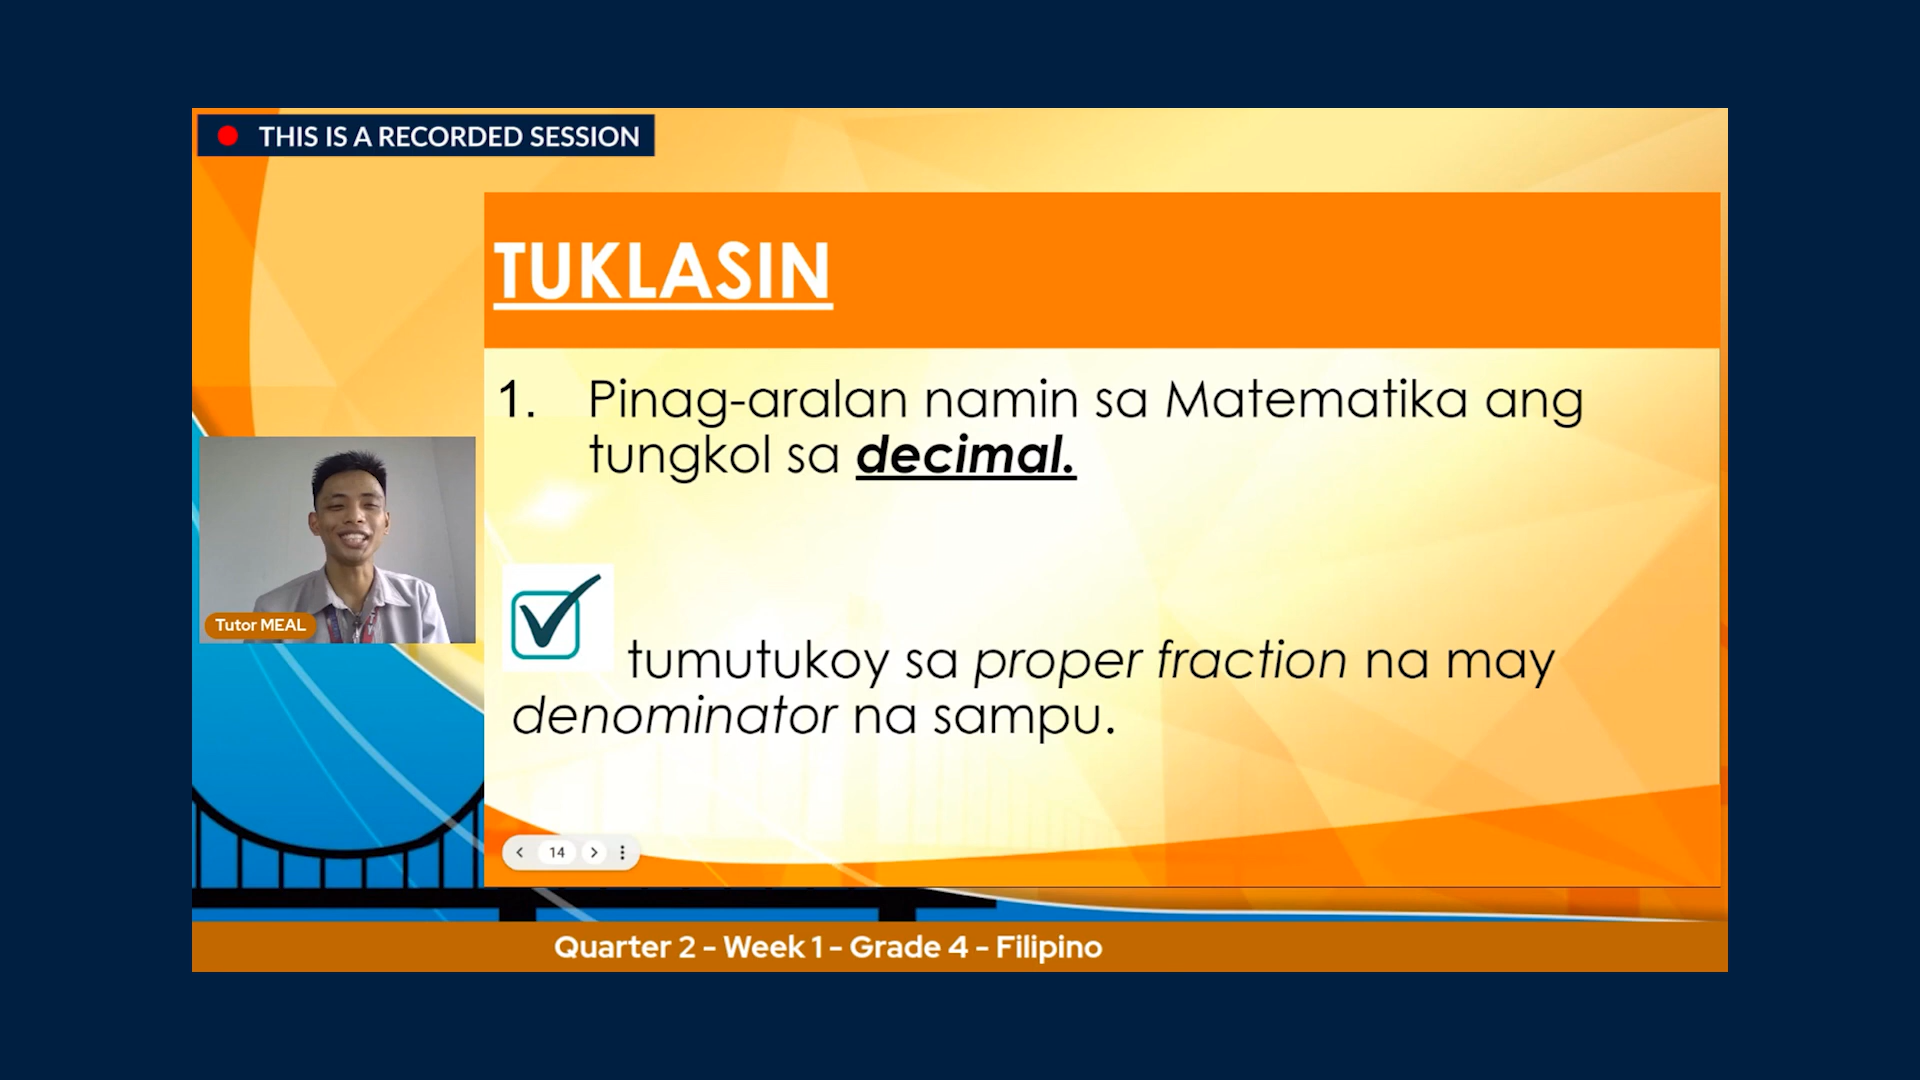 THIS IS A RECORDED SESSION
TUKLASIN
1. Pinag-aralan namin sa Matematika ang
tungkol sa decimal.
tumutukoy sa proper fraction na may
denominator na sampu.
Tutor MEAL
14
Quarter 2 - Week 1 - Grade 4 - Filipino